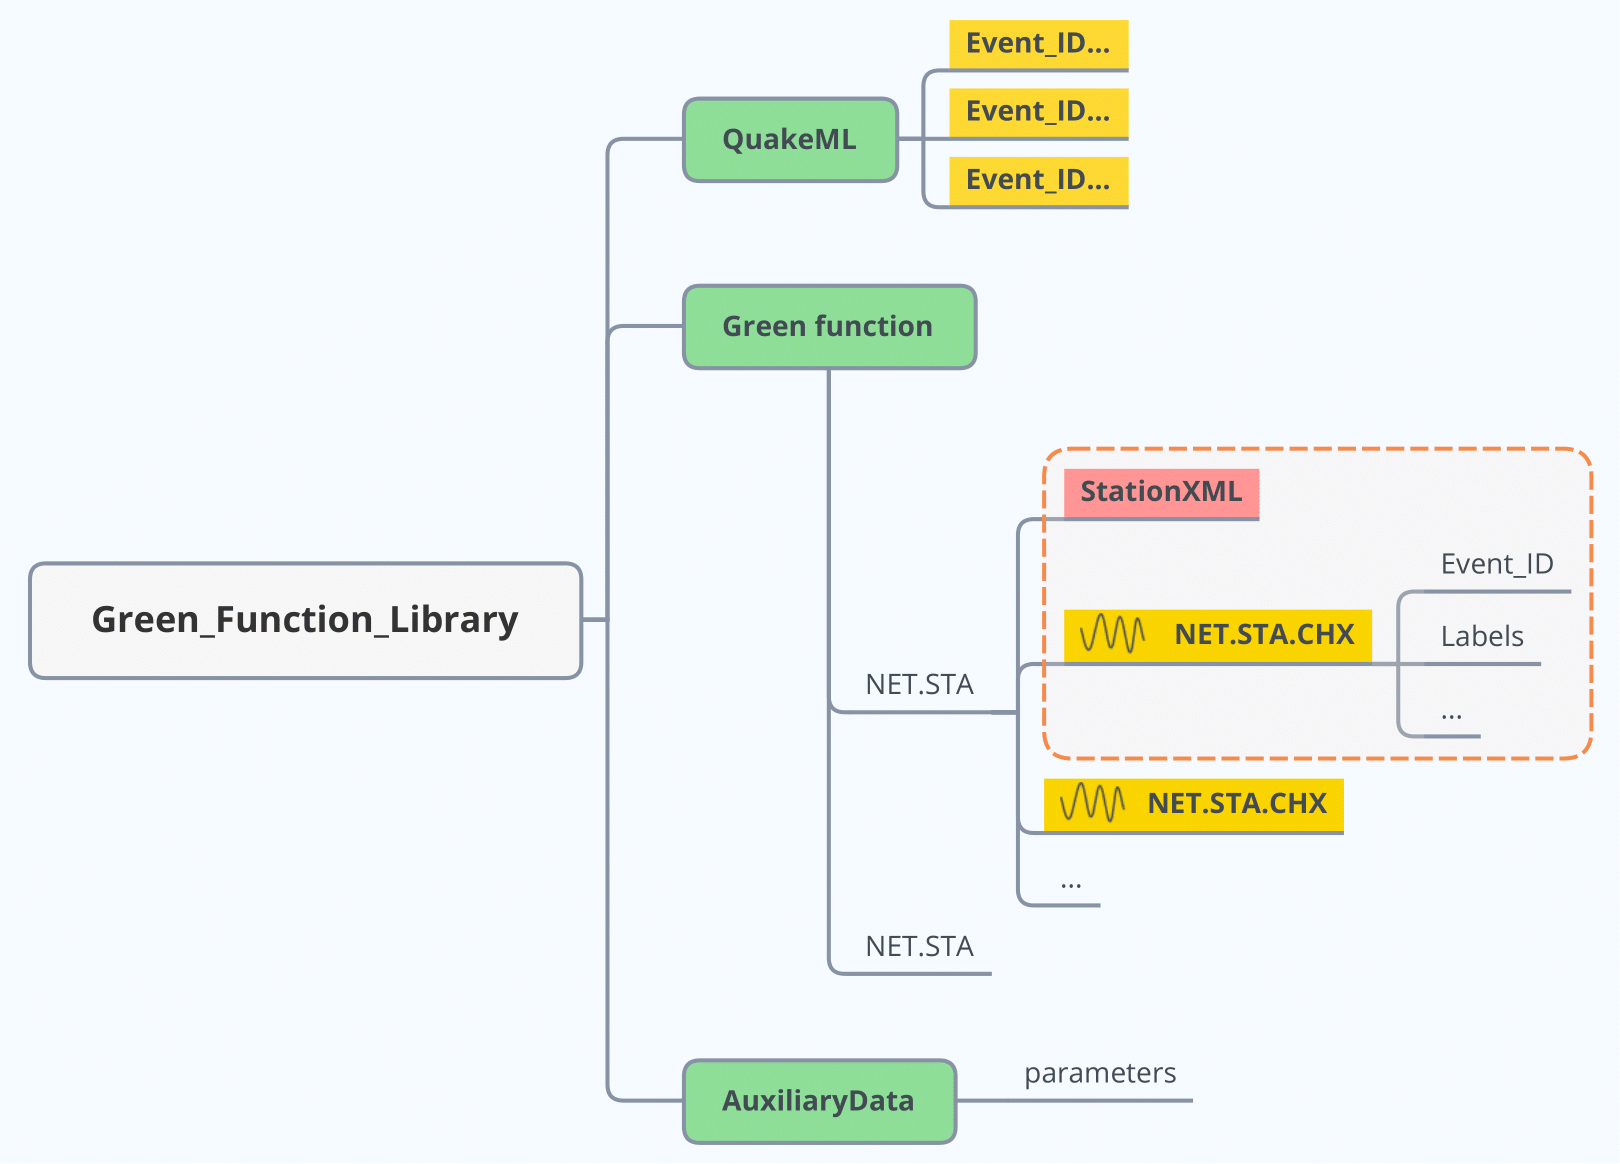 Event_ID...
Event_ID...
QuakeML
Event_ID...
Green function
StationXML
Event_ID
Green_Function_Library
NET.STA.CHX
Labels
NET.STA
...
NET.STA.CHX
...
NET.STA
parameters
AuxiliaryData